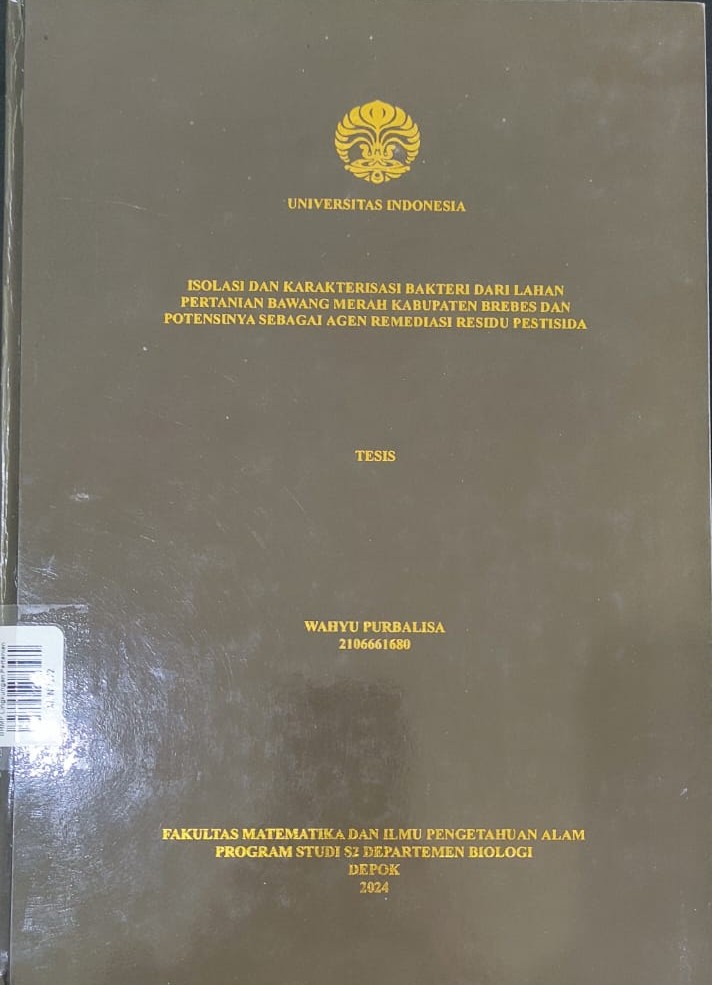 UNIVERSITAS INDONESIA
ISOLASI DAN KARAKTERISASI BAKTERI DARI LAHAN
PERTANIAN BAWANG MERAH KABUPATEN BREBES DAN
POTENSINYA SEBAGAI AGEN REMEDIASI RESIDU PESTISIDA
TESIS
WAHYU PURBALISA
2106661680
FAKULTAS MATEMATIKA DAN ILMU PENGETAHUAN ALAM
PROGRAM STUDI S2 DEPARTEMEN BIOLOGI
DEPOK
2024